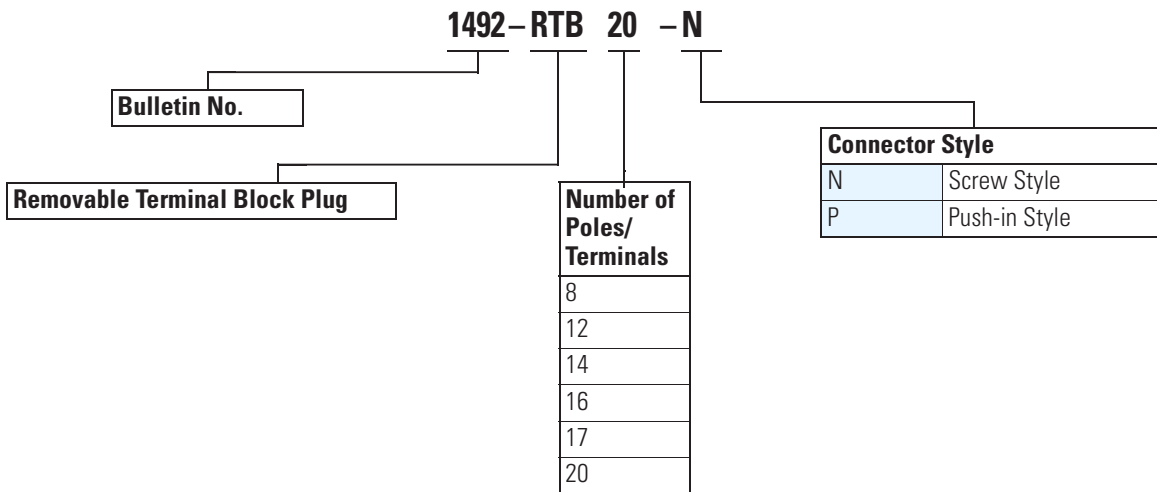 1492–RTB 20 –N
Bulletin No.
Removable Terminal Block Plug
Number of
Poles/
Terminals
8
12
14
16
17
20
Connector Style
N Screw Style
P Push-in Style